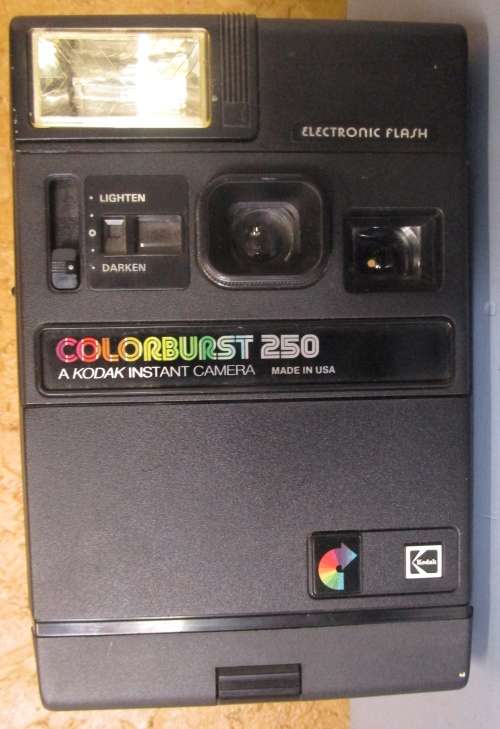 ELECTRONIC FLASH
LIGHTEN
O
DARKEN
COLORBURST 250
A KODAK INSTANT CAMERA MADE IN USA
Kodak